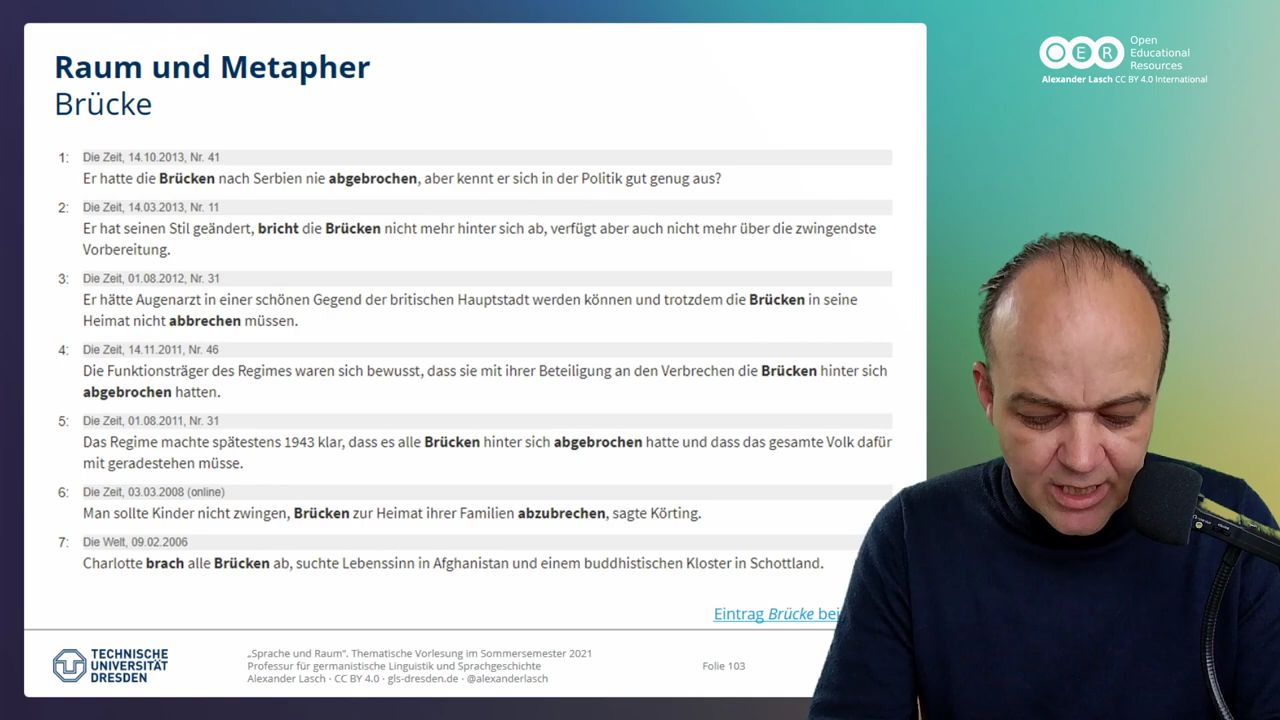 Raum und Metapher
Brücke
1: Die Zeit, 14.10.2013, Nr. 41
Er hatte die Brücken nach Serbien nie abgebrochen, aber kennt er sich in der Politik gut genug aus?
2: Die Zeit, 14.03.2013, Nr. 11
Er hat seinen Stil geändert, bricht die Brücken nicht mehr hinter sich ab, verfügt aber auch nicht mehr über die zwingendste
Vorbereitung.
3: Die Zeit, 01.08.2012, Nr. 31
Er hätte Augenarzt in einer schönen Gegend der britischen Hauptstadt werden können und trotzdem die Brücken in seine
Heimat nicht abbrechen müssen.
4: Die Zeit, 14.11.2011, Nr. 46
Die Funktionsträger des Regimes waren sich bewusst, dass sie mit ihrer Beteiligung an den Verbrechen die Brücken hinter sich
abgebrochen hatten.
5: Die Zeit, 01.08.2011, Nr. 31
Das Regime machte spätestens 1943 klar, dass es alle Brücken hinter sich abgebrochen hatte und dass das gesamte Volk dafür
mit geradestehen müsse.
6: Die Zeit, 03.03.2008 (online)
Man sollte Kinder nicht zwingen, Brücken zur Heimat ihrer Familien abzubrechen, sagte Körting.
7: Die Welt, 09.02.2006
Charlotte brach alle Brücken ab, suchte Lebenssinn in Afghanistan und einem buddhistischen Kloster in Schottland.
Eintrag Brücke bei
TECHNISCHE
UNIVERSITÄT
DRESDEN
„Sprache und Raum“. Thematische Vorlesung im Sommersemester 2021
Professur für germanistische Linguistik und Sprachgeschichte
Alexander Lasch · CC BY 4.0 · gls-dresden.de · @alexanderlasch
Folie 103
OER
Open
Educational
Resources
Alexander Lasch CC BY 4.0 International